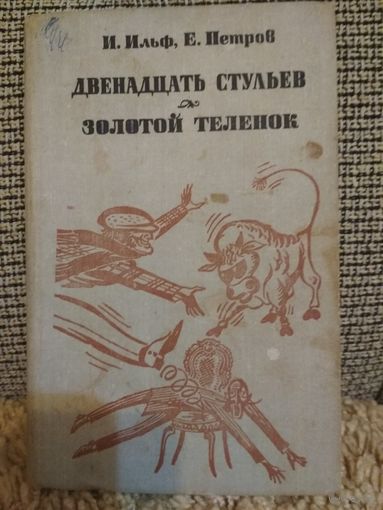 И. Ильф, Е. Петров
ДВЕНАДЦАТЬ СТУЛЬЕВ
ЗОЛОТОЙ ТЕЛЕНОК